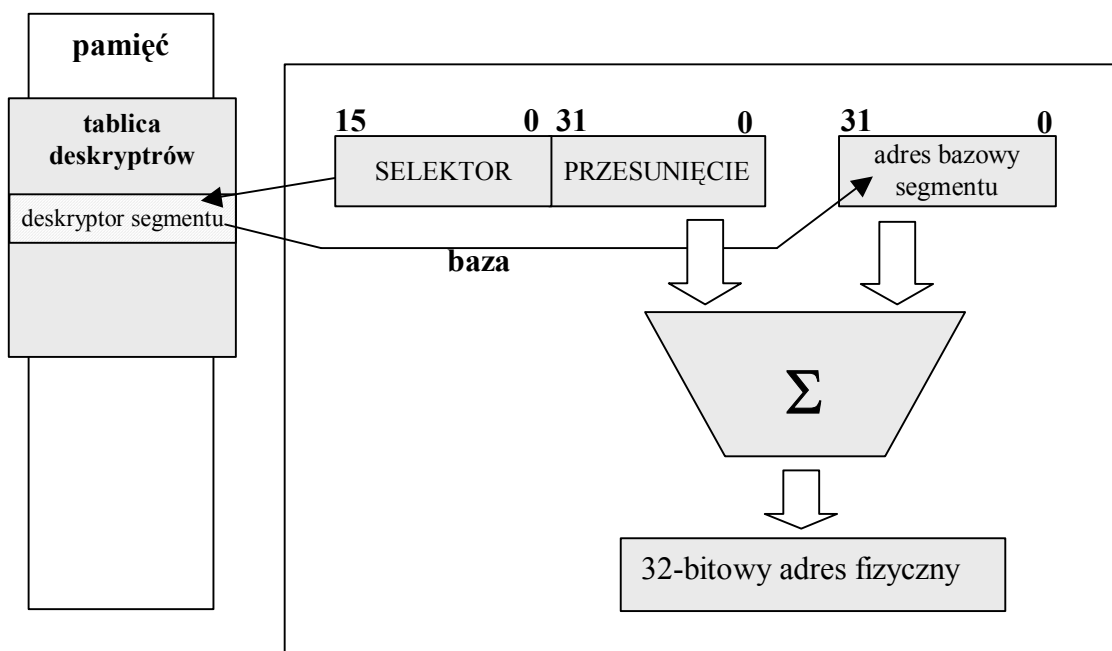 pamięć
tablica
deskryptrów
deskryptor segmentu
15 0 31 0
SELEKTOR PRZESUNIĘCIE
31 0
adres bazowy
segmentu
baza
Σ
32-bitowy adres fizyczny